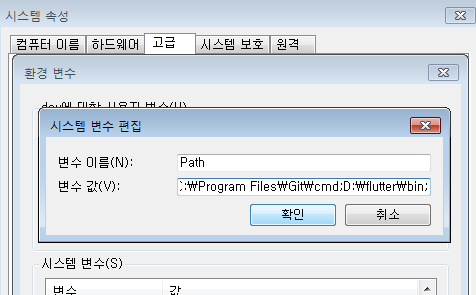 시스템 속성
컴퓨터 이름 하드웨어 고급 시스템 보호 원격
환경 변수
dev에 대한 사용자 변수(U)
시스템 변수 편집
변수 이름(N): Path
변수 값(V): C:\Program Files\Git\cmd;D:\flutter\bin;
확인 취소
시스템 변수(S)
변수 값